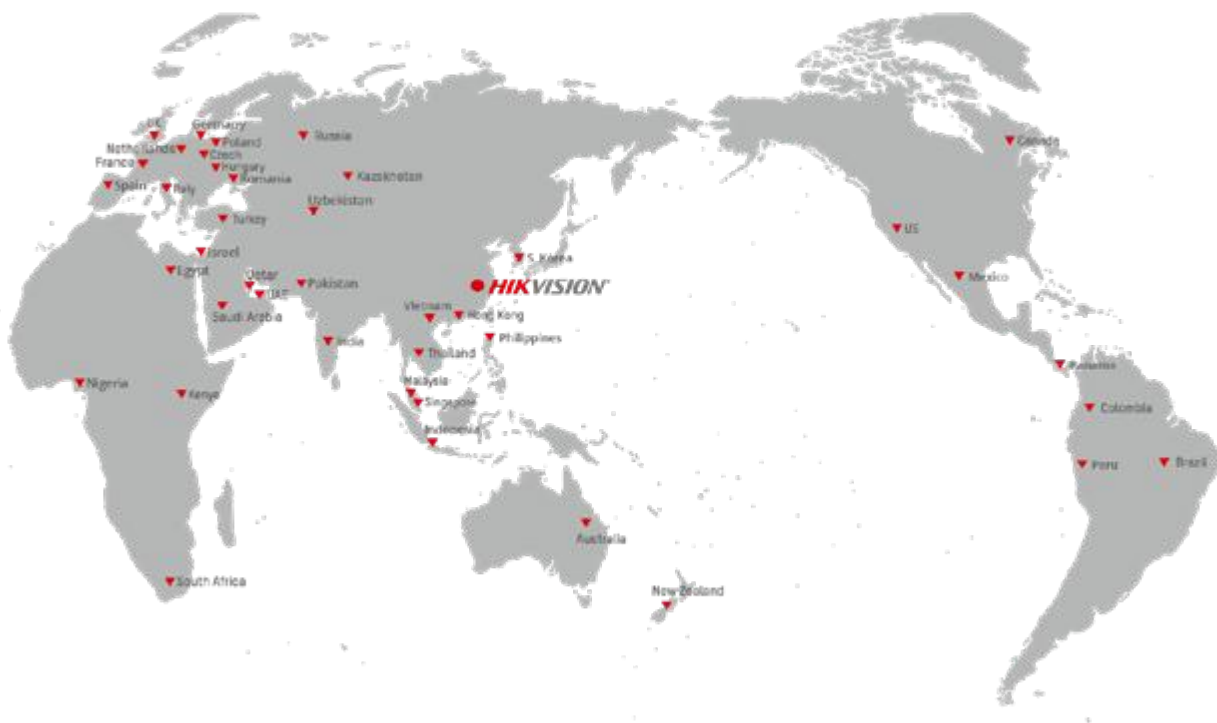 UK
Germany
Netherlands
Poland
Czech
France
Hungary
Romania
Spain
Italy
Russia
Kazakhstan
Uzbekistan
Turkey
Israel
Egypt
Qatar
UAE
Saudi Arabia
Pakistan
India
S. Korea
HIKVISION
Vietnam
Hong Kong
Philippines
Thailand
Malaysia
Singapore
Indonesia
Nigeria
Kenya
South Africa
Australia
New Zealand
Canada
US
Mexico
Panama
Colombia
Peru
Brazil